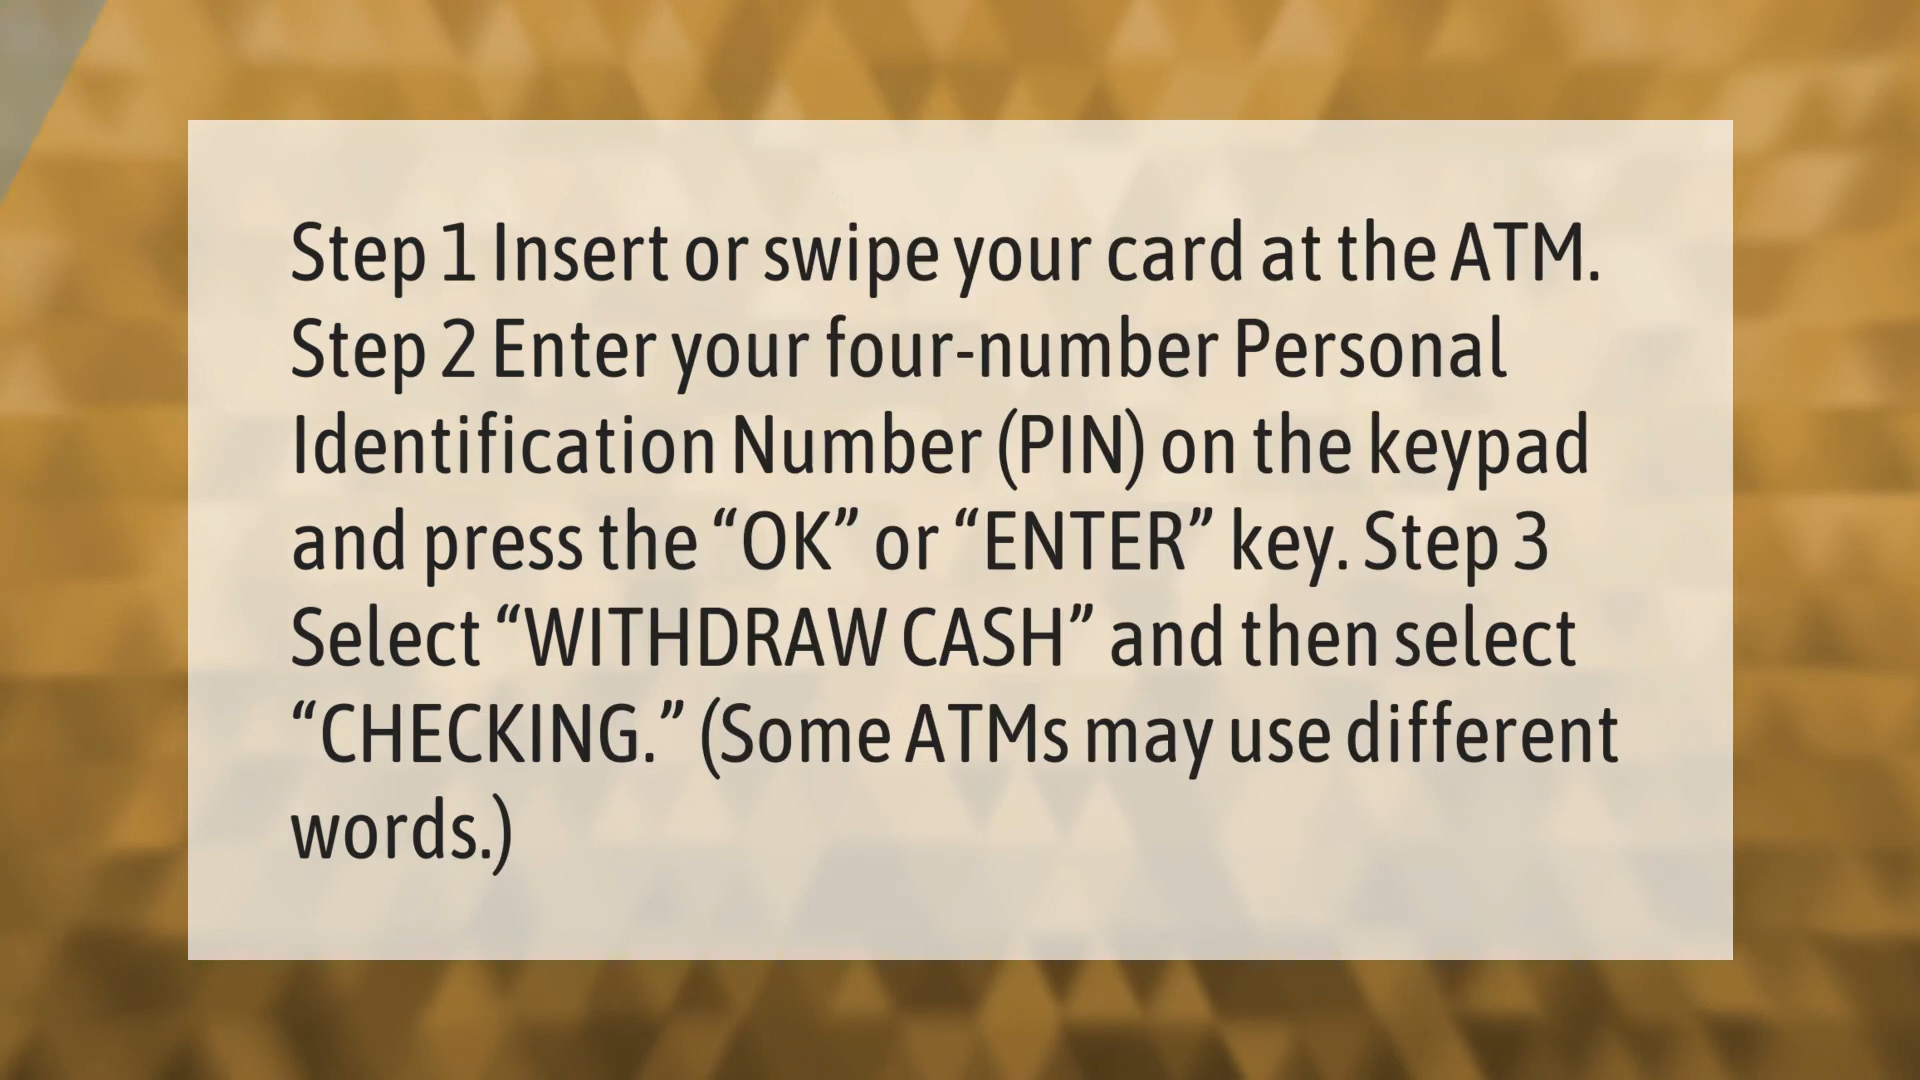 Step 1 Insert or swipe your card at the ATM.
Step 2 Enter your four-number Personal
Identification Number (PIN) on the keypad
and press the “OK” or “ENTER” key. Step 3
Select “WITHDRAW CASH” and then select
“CHECKING.” (Some ATMs may use different
words.)